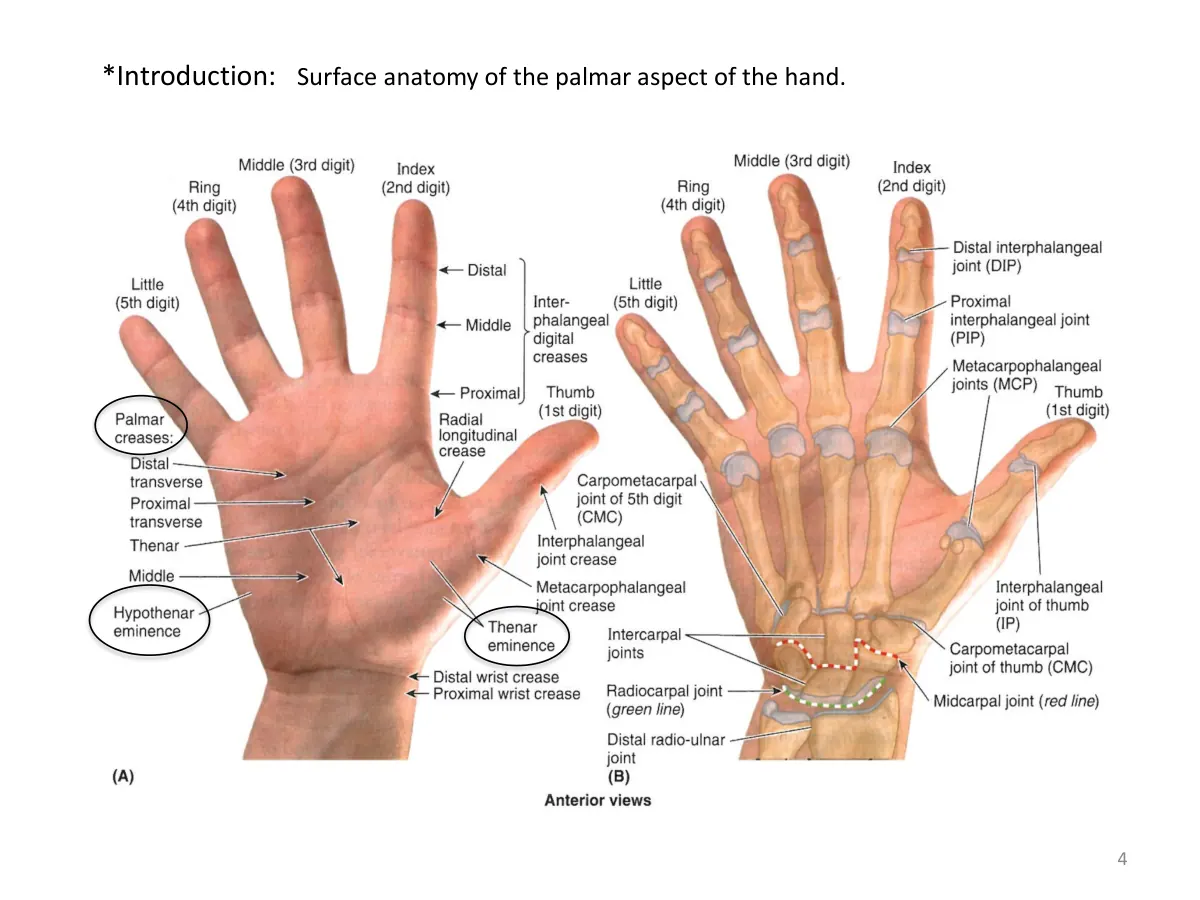 *Introduction: Surface anatomy of the palmar aspect of the hand.
Middle (3rd digit)
Index
(2nd digit)
Ring
(4th digit)
Little
(5th digit)
Distal
Middle
Proximal
Inter-
phalangeal
digital
creases
Thumb
(1st digit)
Radial
longitudinal
crease
Palmar
creases:
Distal
transverse
Proximal
transverse
Thenar
Middle
Hypothenar
eminence
Interphalangeal
joint crease
Metacarpophalangeal
joint crease
Thenar
eminence
Distal wrist crease
Proximal wrist crease
(A)
Middle (3rd digit)
Index
(2nd digit)
Ring
(4th digit)
Little
(5th digit)
Distal interphalangeal
joint (DIP)
Proximal
interphalangeal joint
(PIP)
Metacarpophalangeal
joints (MCP)
Thumb
(1st digit)
Carpometacarpal
joint of 5th digit
(CMC)
Interphalangeal
joint of thumb
(IP)
Intercarpal
joints
Carpometacarpal
joint of thumb (CMC)
Radiocarpal joint
(green line)
Midcarpal joint (red line)
Distal radio-ulnar
joint
(B)
Anterior views
4